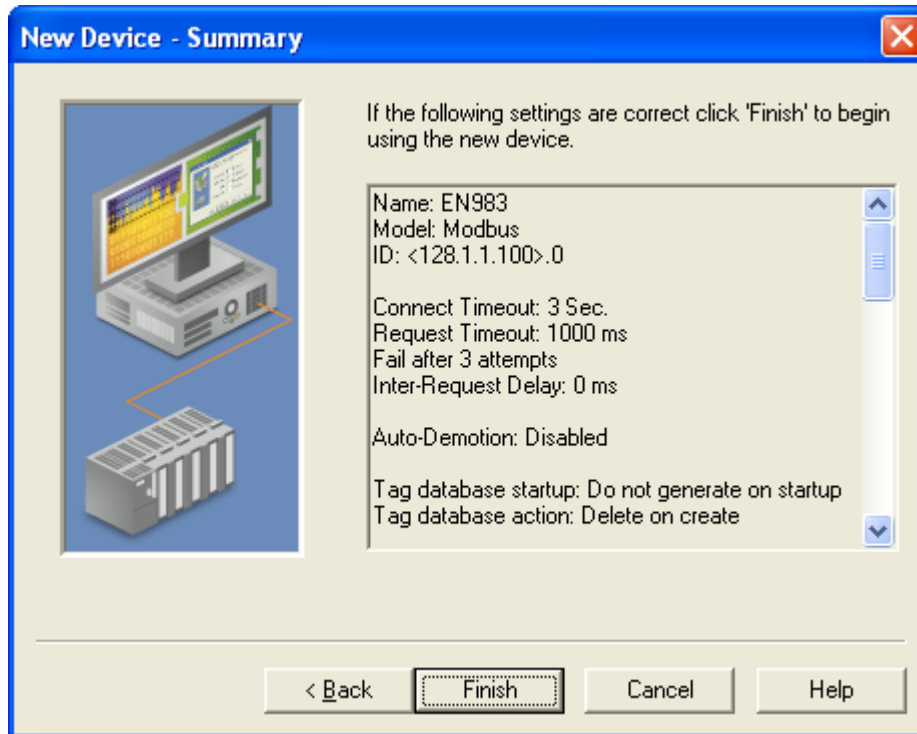 New Device - Summary
If the following settings are correct click 'Finish' to begin
using the new device.
Name: EN983
Model: Modbus
ID: <128.1.1.100>.0
Connect Timeout: 3 Sec.
Request Timeout: 1000 ms
Fail after 3 attempts
Inter-Request Delay: 0 ms
Auto-Demotion: Disabled
Tag database startup: Do not generate on startup
Tag database action: Delete on create
< Back
Finish
Cancel
Help